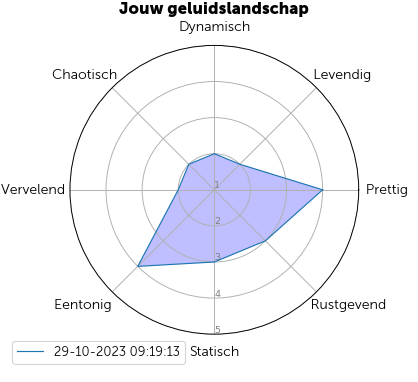 Jouw geluidslandschap
Dynamisch
Chaotisch
Levendig
Vervelend
Prettig
1
2
3
4
5
Eentonig
Rustgevend
29-10-2023 09:19:13
Statisch